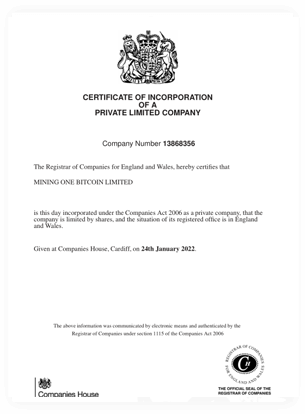 CERTIFICATE OF INCORPORATION
OF A
PRIVATE LIMITED COMPANY
Company Number 13868356
The Registrar of Companies for England and Wales, hereby certifies that
MINING ONE BITCOIN LIMITED
is this day incorporated under the Companies Act 2006 as a private company, that the
company is limited by shares, and the situation of its registered office is in England
and Wales.
Given at Companies House, Cardiff, on 24th January 2022.
The above information was communicated by electronic means and authenticated by the
Registrar of Companies under section 1115 of the Companies Act 2006
Companies House
THE REGISTRAR OF COMPANIES FOR ENGLAND AND WALES
CH
THE OFFICIAL SEAL OF THE
REGISTRAR OF COMPANIES